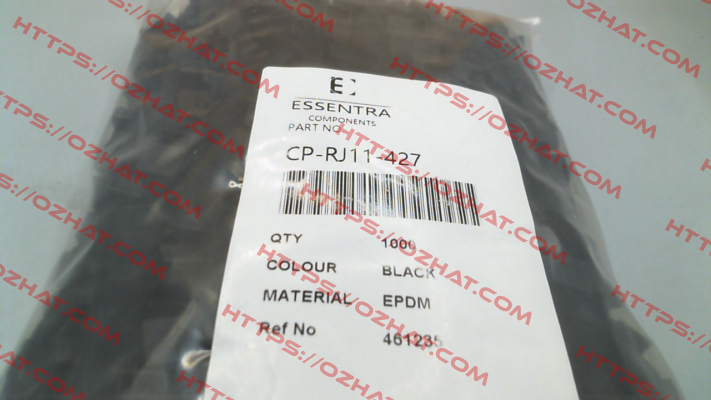 E
ESSENTRA
COMPONENTS
PART NO
CP-RJ11-427
QTY 1000
COLOUR BLACK
MATERIAL EPDM
Ref No 461235
HTTPS://OZHAT.COM